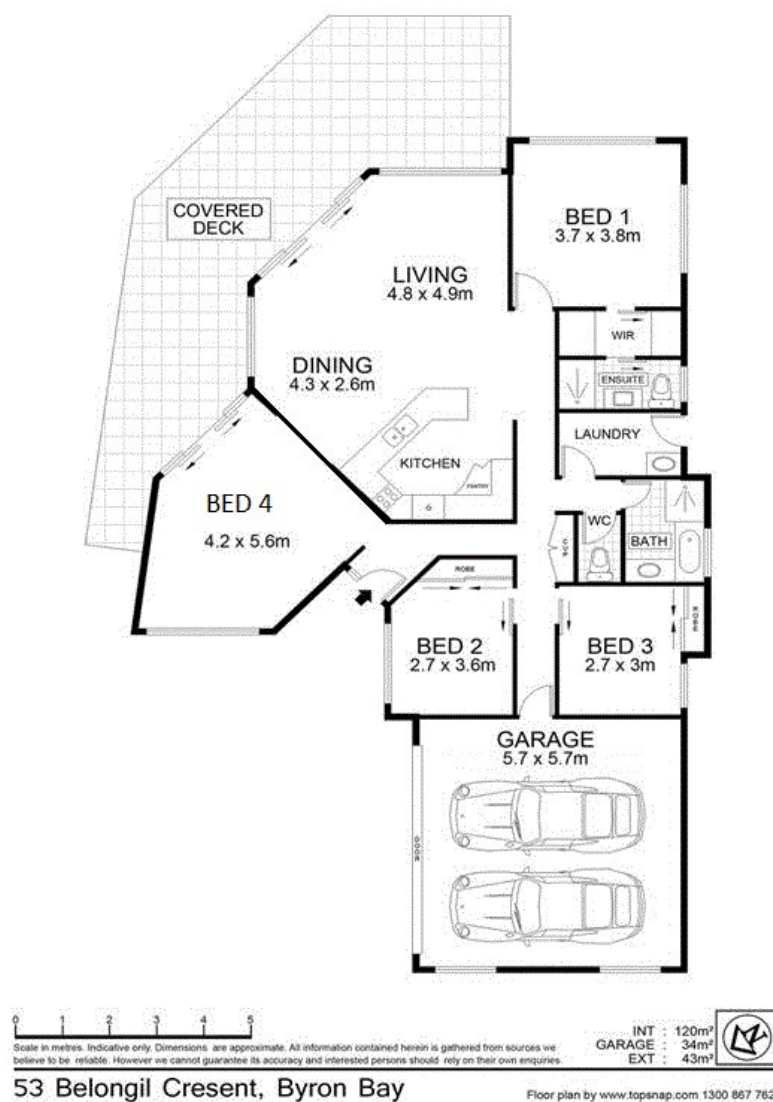 COVERED
DECK
BED 1
3.7 x 3.8m
LIVING
4.8 x 4.9m
WIR
DINING
4.3 x 2.6m
ENSUITE
LAUNDRY
KITCHEN
PANTRY
BED 4
4.2 x 5.6m
WC
BATH
ROBE
BED 2
2.7 x 3.6m
BED 3
2.7 x 3m
ROBE
GARAGE
5.7 x 5.7m
DOOR
0 1 2 3 4 5
Scale in metres. Indicative only. Dimensions are approximate. All information contained herein is gathered from sources we
believe to be reliable. However we cannot guarantee its accuracy and interested persons should rely on their own enquiries.
INT : 120m²
GARAGE : 34m²
EXT : 43m²
53 Belongil Cresent, Byron Bay
Floor plan by www.topsnap.com 1300 867 762